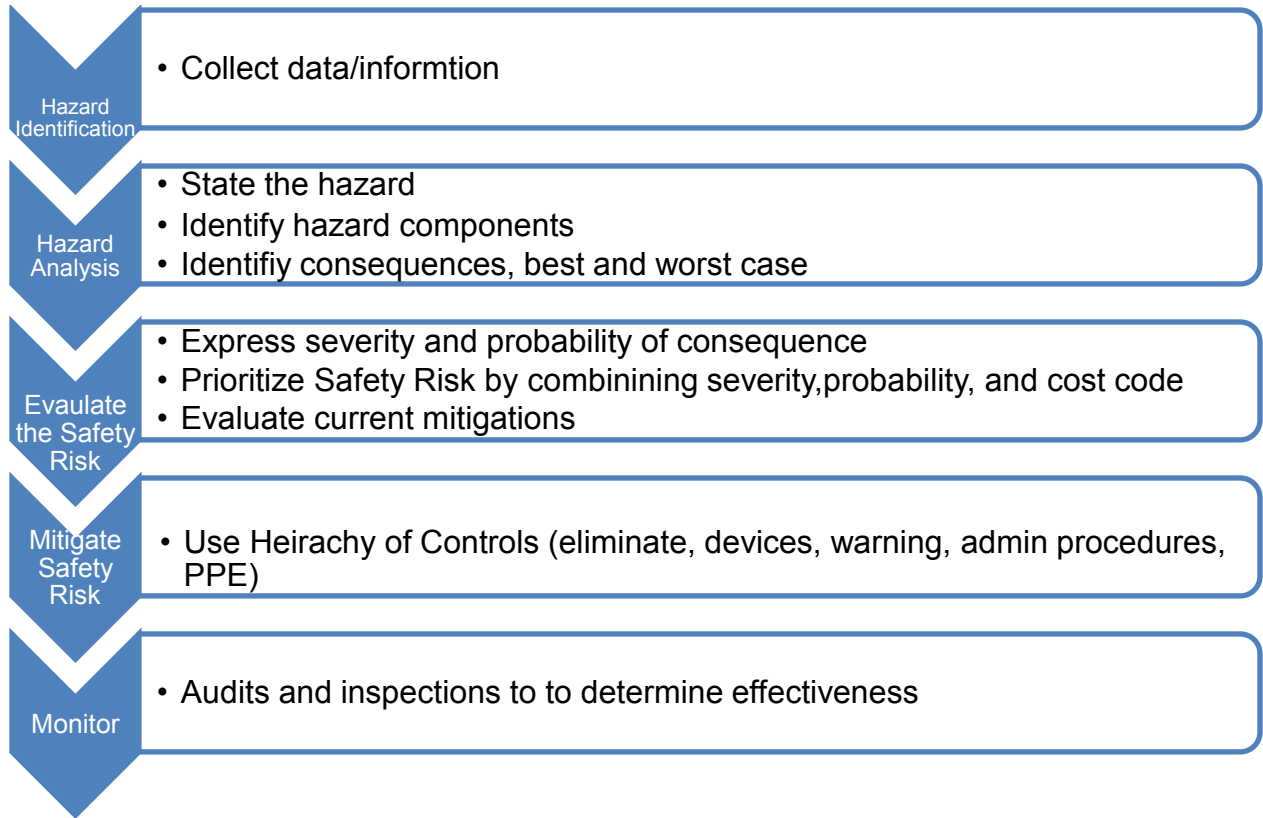 Hazard
Identification
• Collect data/informtion
Hazard
Analysis
• State the hazard
• Identify hazard components
• Identifiy consequences, best and worst case
Evaulate
the Safety
Risk
• Express severity and probability of consequence
• Prioritize Safety Risk by combinining severity,probability, and cost code
• Evaluate current mitigations
Mitigate
Safety
Risk
• Use Heirachy of Controls (eliminate, devices, warning, admin procedures,
PPE)
Monitor
• Audits and inspections to to determine effectiveness